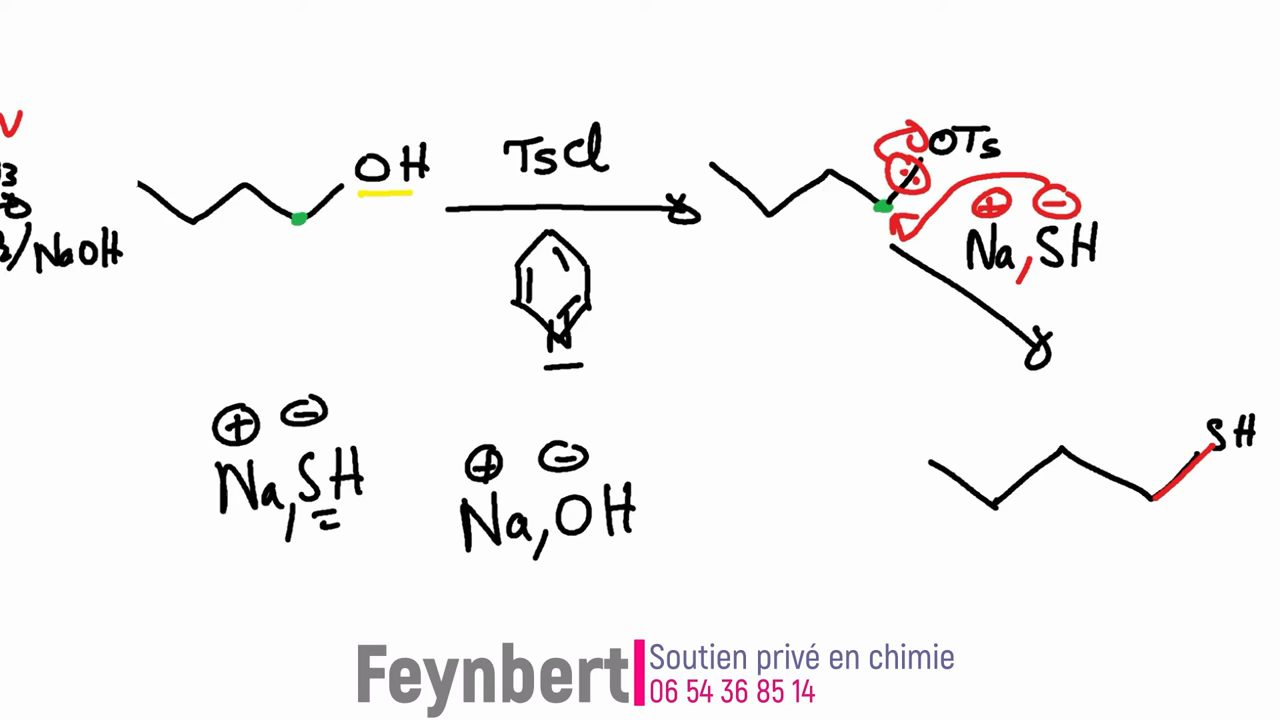 V
3
/NaOH
OH
TsCl
N
OTs
⊕ ⊖
Na, SH
⊕ ⊖
Na, SH
⊕ ⊖
Na, OH
SH
Feynbert
Soutien privé en chimie
06 54 36 85 14